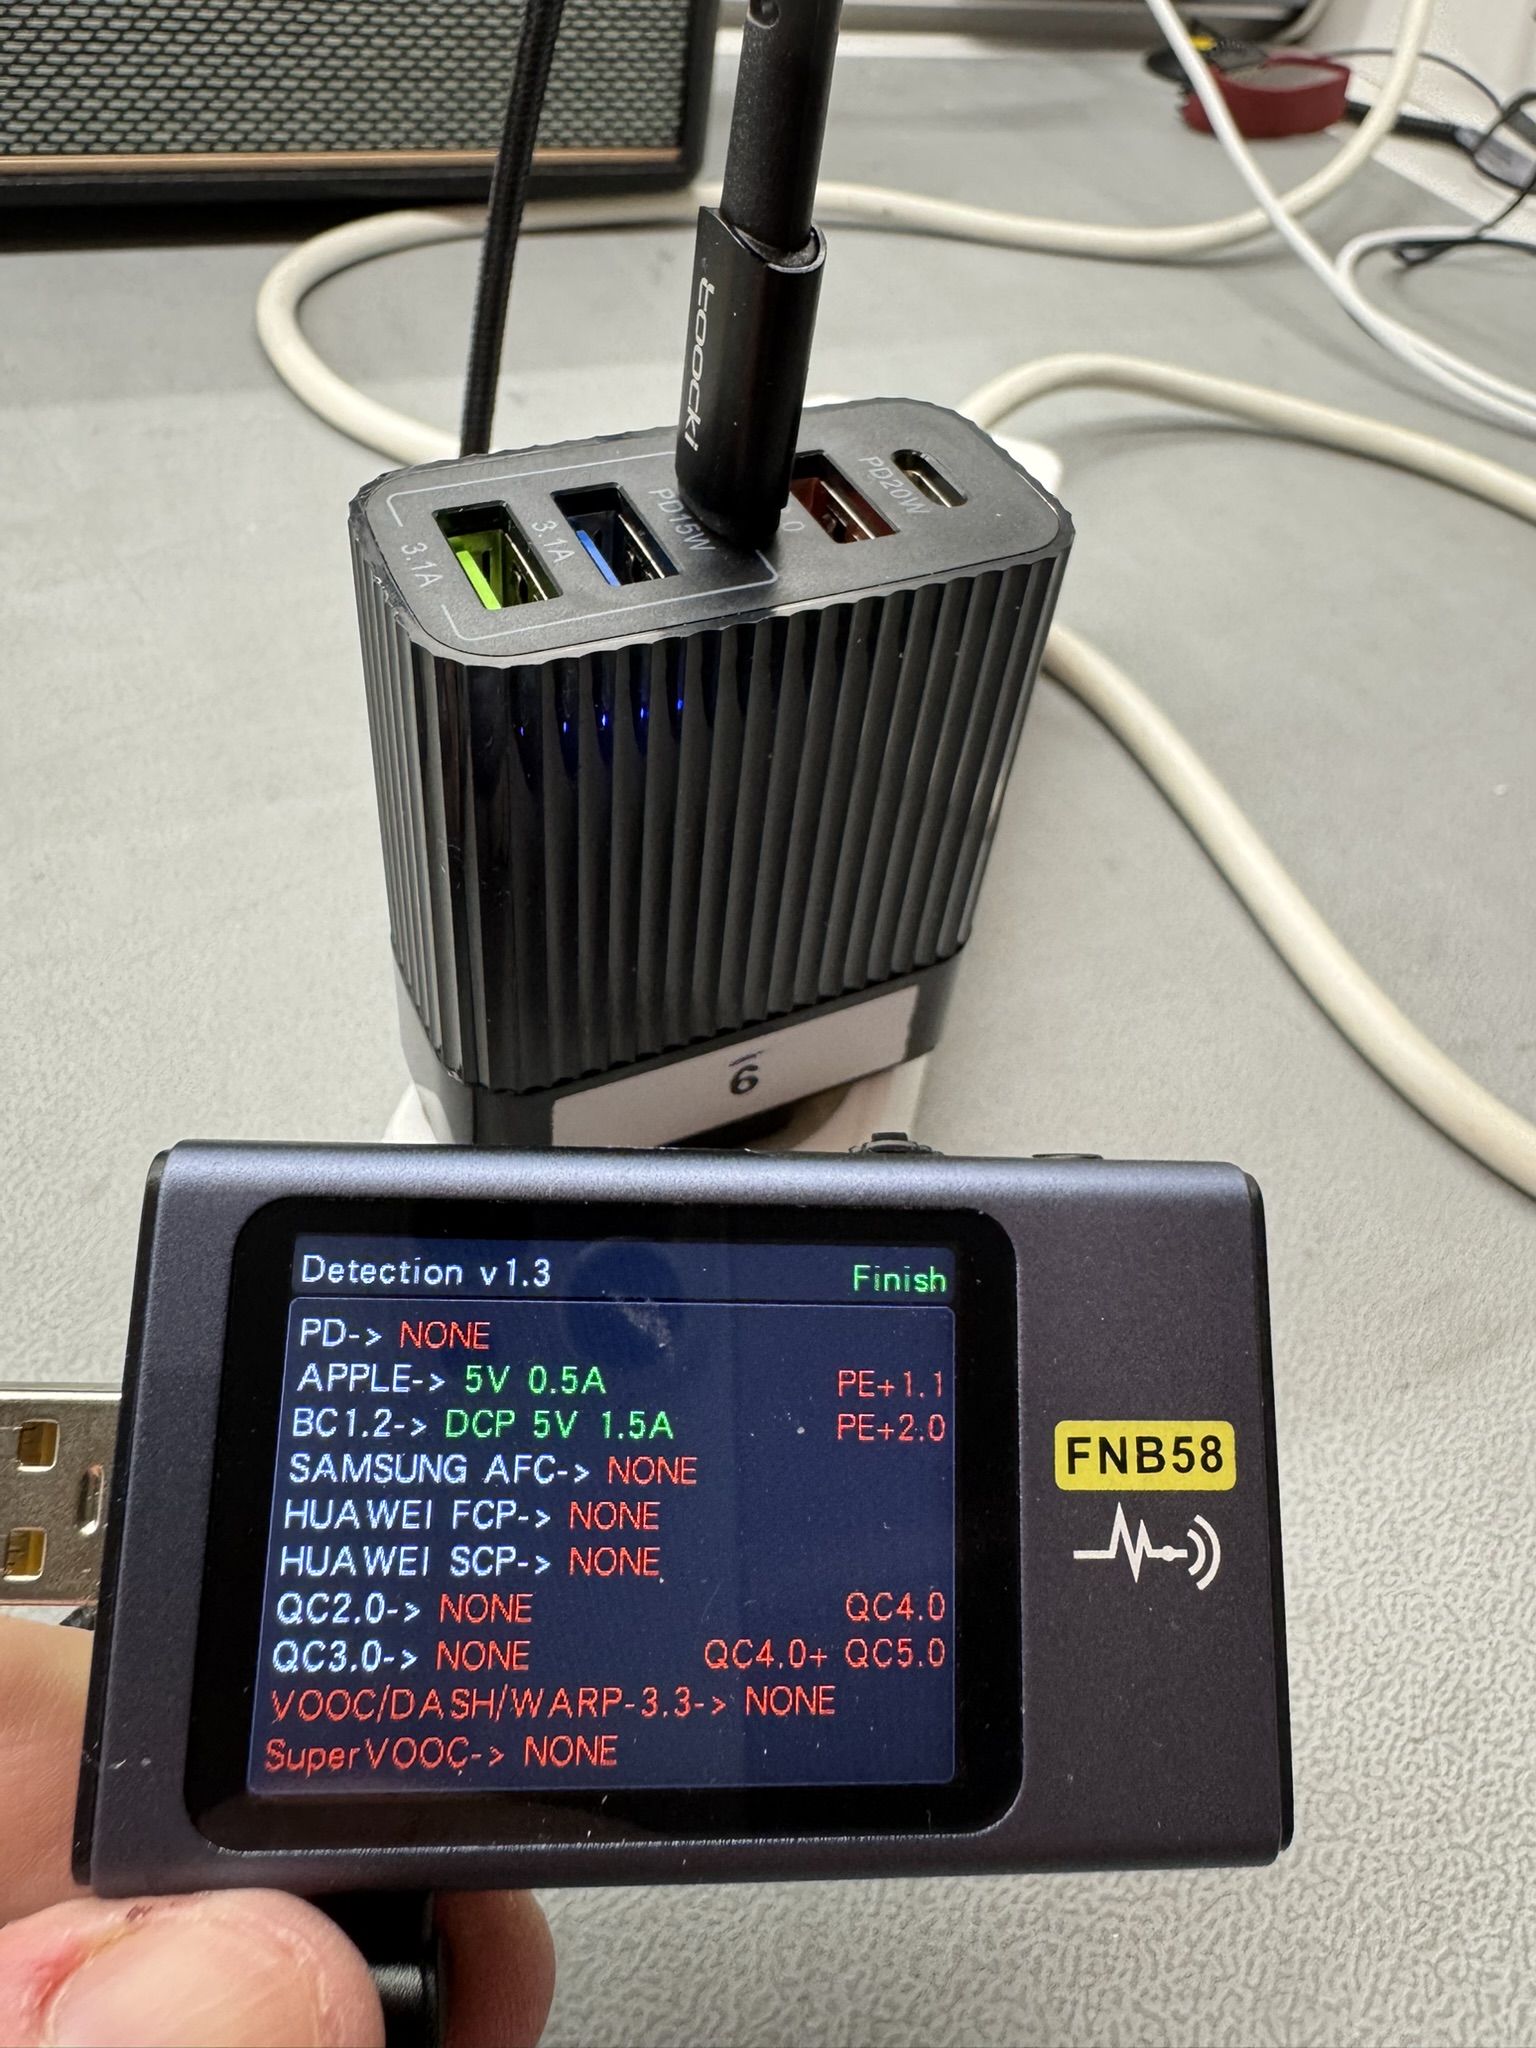 toocki
3.1A
3.1A
PD15W
.0
PD20W
6
Detection v1.3 Finish
PD-> NONE
APPLE-> 5V 0.5A PE+1.1
BC1.2-> DCP 5V 1.5A PE+2.0
SAMSUNG AFC-> NONE
HUAWEI FCP-> NONE
HUAWEI SCP-> NONE
QC2.0-> NONE QC4.0
QC3.0-> NONE QC4.0+ QC5.0
VOOC/DASH/WARP-3.3-> NONE
SuperVOOC-> NONE
FNB58